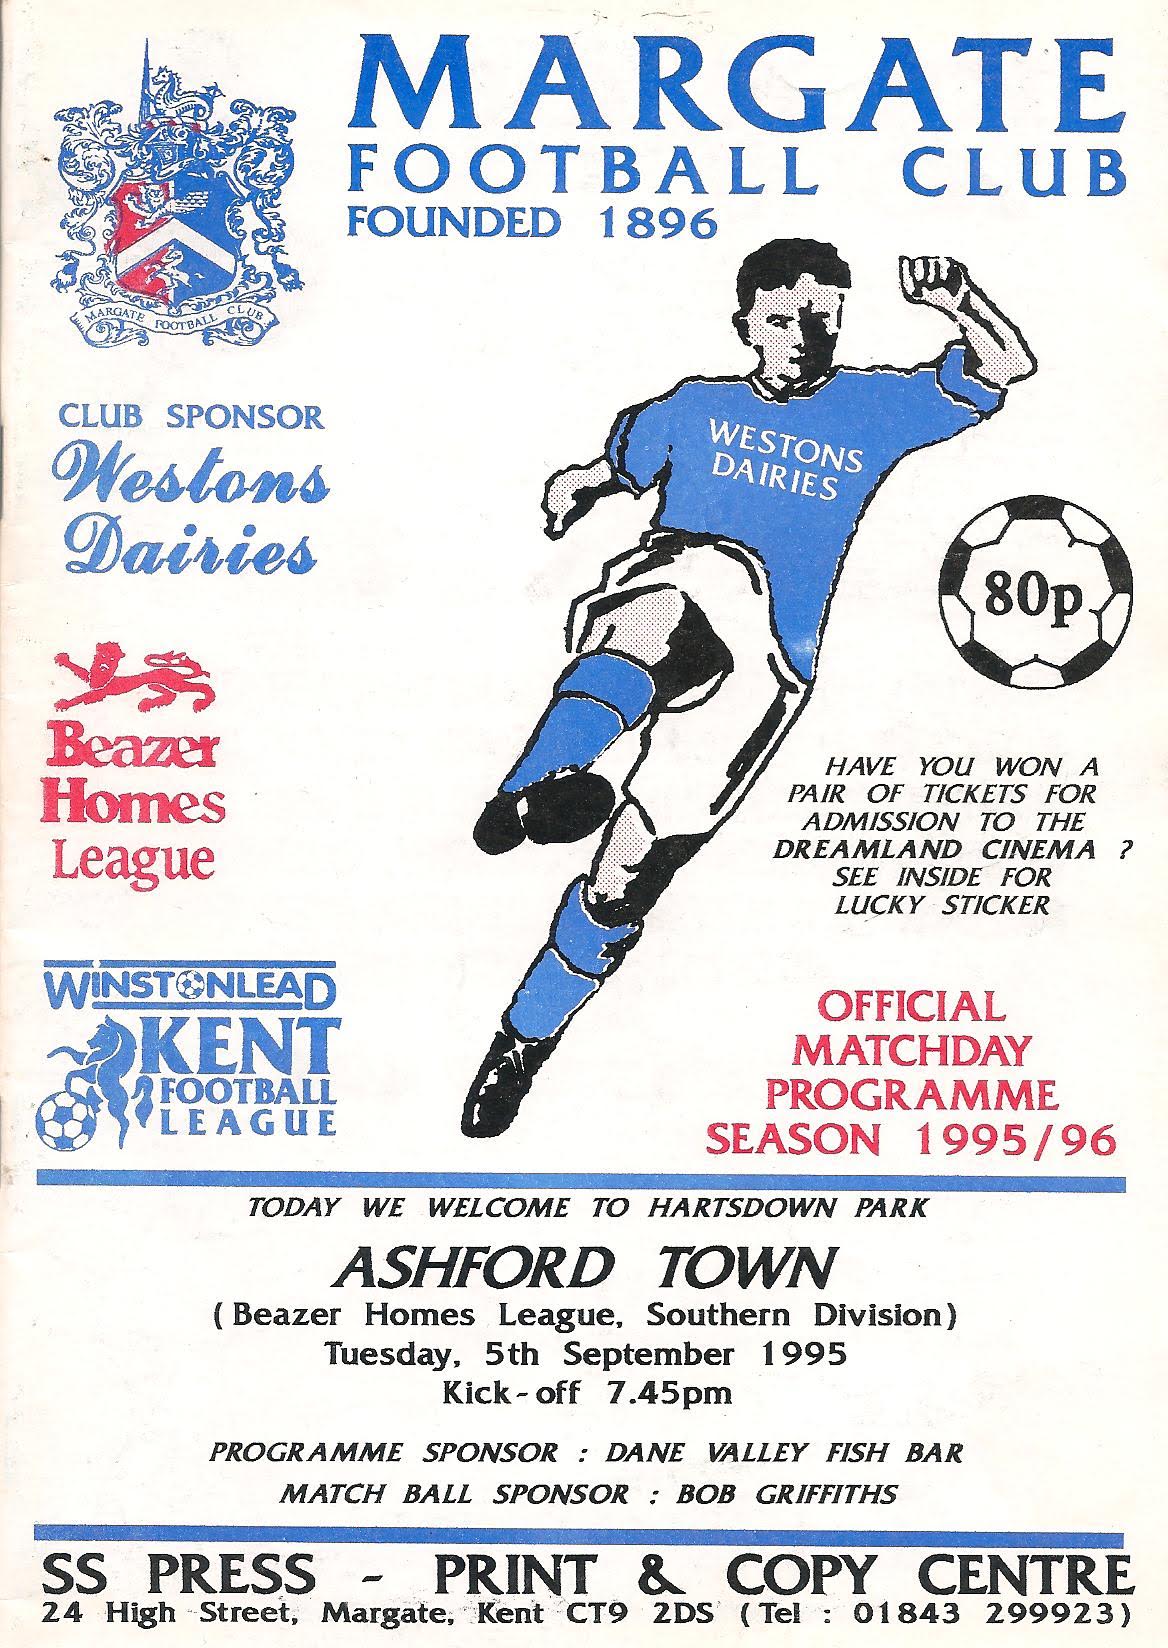 MARGATE
FOOTBALL CLUB
FOUNDED 1896
MARGATE FOOTBALL CLUB
CLUB SPONSOR
Westons
Dairies
WESTONS
DAIRIES
80p
Beazer
Homes
League
HAVE YOU WON A
PAIR OF TICKETS FOR
ADMISSION TO THE
DREAMLAND CINEMA ?
SEE INSIDE FOR
LUCKY STICKER
WINSTONLEAD
KENT
FOOTBALL
LEAGUE
OFFICIAL
MATCHDAY
PROGRAMME
SEASON 1995/96
TODAY WE WELCOME TO HARTSDOWN PARK
ASHFORD TOWN
(Beazer Homes League, Southern Division)
Tuesday, 5th September 1995
Kick-off 7.45pm
PROGRAMME SPONSOR : DANE VALLEY FISH BAR
MATCH BALL SPONSOR : BOB GRIFFITHS
SS PRESS - PRINT & COPY CENTRE
24 High Street, Margate, Kent CT9 2DS (Tel : 01843 299923)